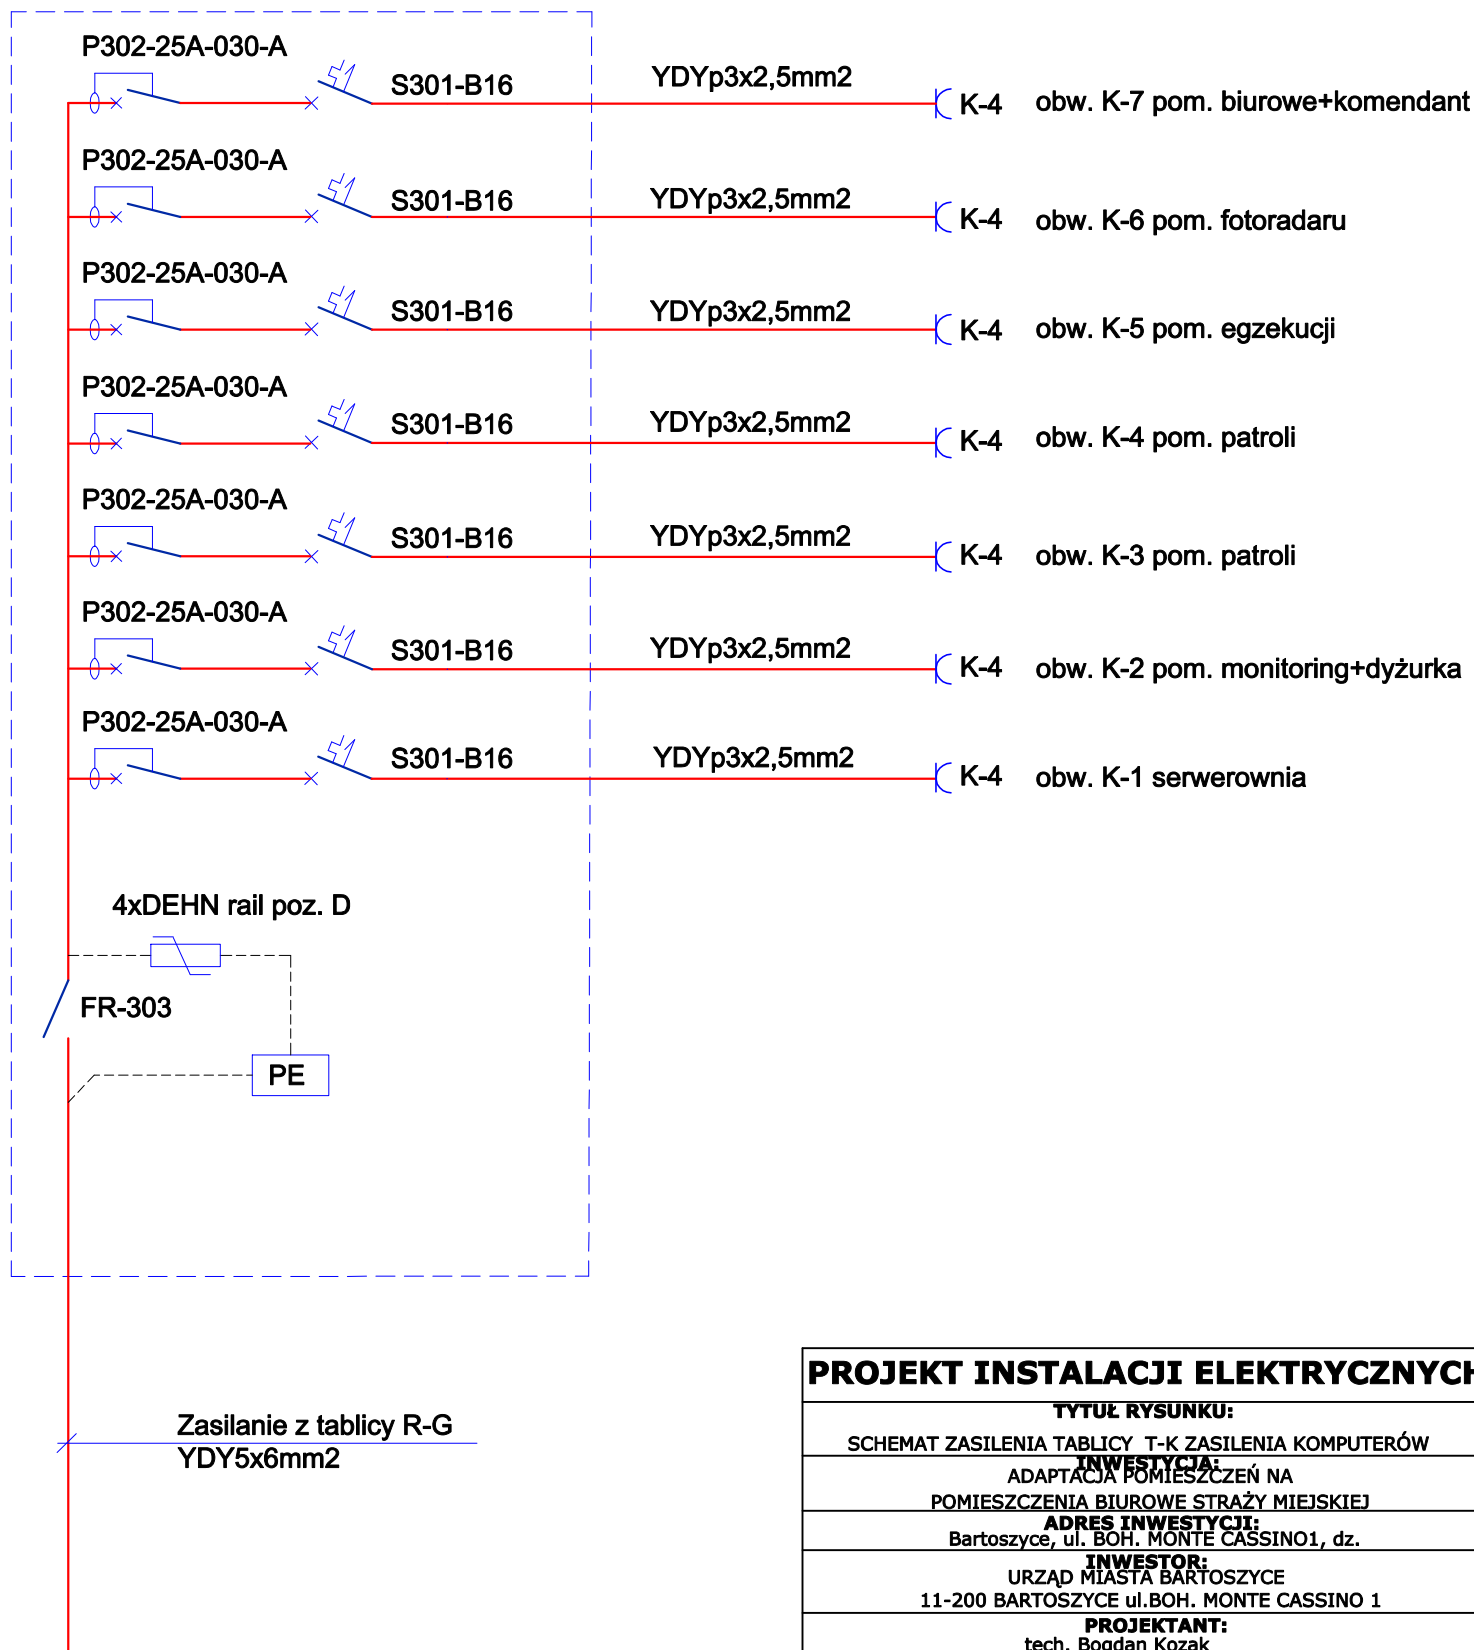 P302-25A-030-A
S301-B16 YDYp3x2,5mm2 K-4 obw. K-7 pom. biurowe+komendant
P302-25A-030-A
S301-B16 YDYp3x2,5mm2 K-4 obw. K-6 pom. fotoradaru
P302-25A-030-A
S301-B16 YDYp3x2,5mm2 K-4 obw. K-5 pom. egzekucji
P302-25A-030-A
S301-B16 YDYp3x2,5mm2 K-4 obw. K-4 pom. patroli
P302-25A-030-A
S301-B16 YDYp3x2,5mm2 K-4 obw. K-3 pom. patroli
P302-25A-030-A
S301-B16 YDYp3x2,5mm2 K-4 obw. K-2 pom. monitoring+dyżurka
P302-25A-030-A
S301-B16 YDYp3x2,5mm2 K-4 obw. K-1 serwerownia
4xDEHN rail poz. D
FR-303
PE
Zasilanie z tablicy R-G
YDY5x6mm2
PROJEKT INSTALACJI ELEKTRYCZNYCH
TYTUŁ RYSUNKU:
SCHEMAT ZASILENIA TABLICY T-K ZASILENIA KOMPUTERÓW
INWESTYCJA:
ADAPTACJA POMIESZCZEŃ NA
POMIESZCZENIA BIUROWE STRAŻY MIEJSKIEJ
ADRES INWESTYCJI:
Bartoszyce, ul. BOH. MONTE CASSINO1, dz.
INWESTOR:
URZĄD MIASTA BARTOSZYCE
11-200 BARTOSZYCE ul.BOH. MONTE CASSINO 1
PROJEKTANT:
tech. Bogdan Kozak